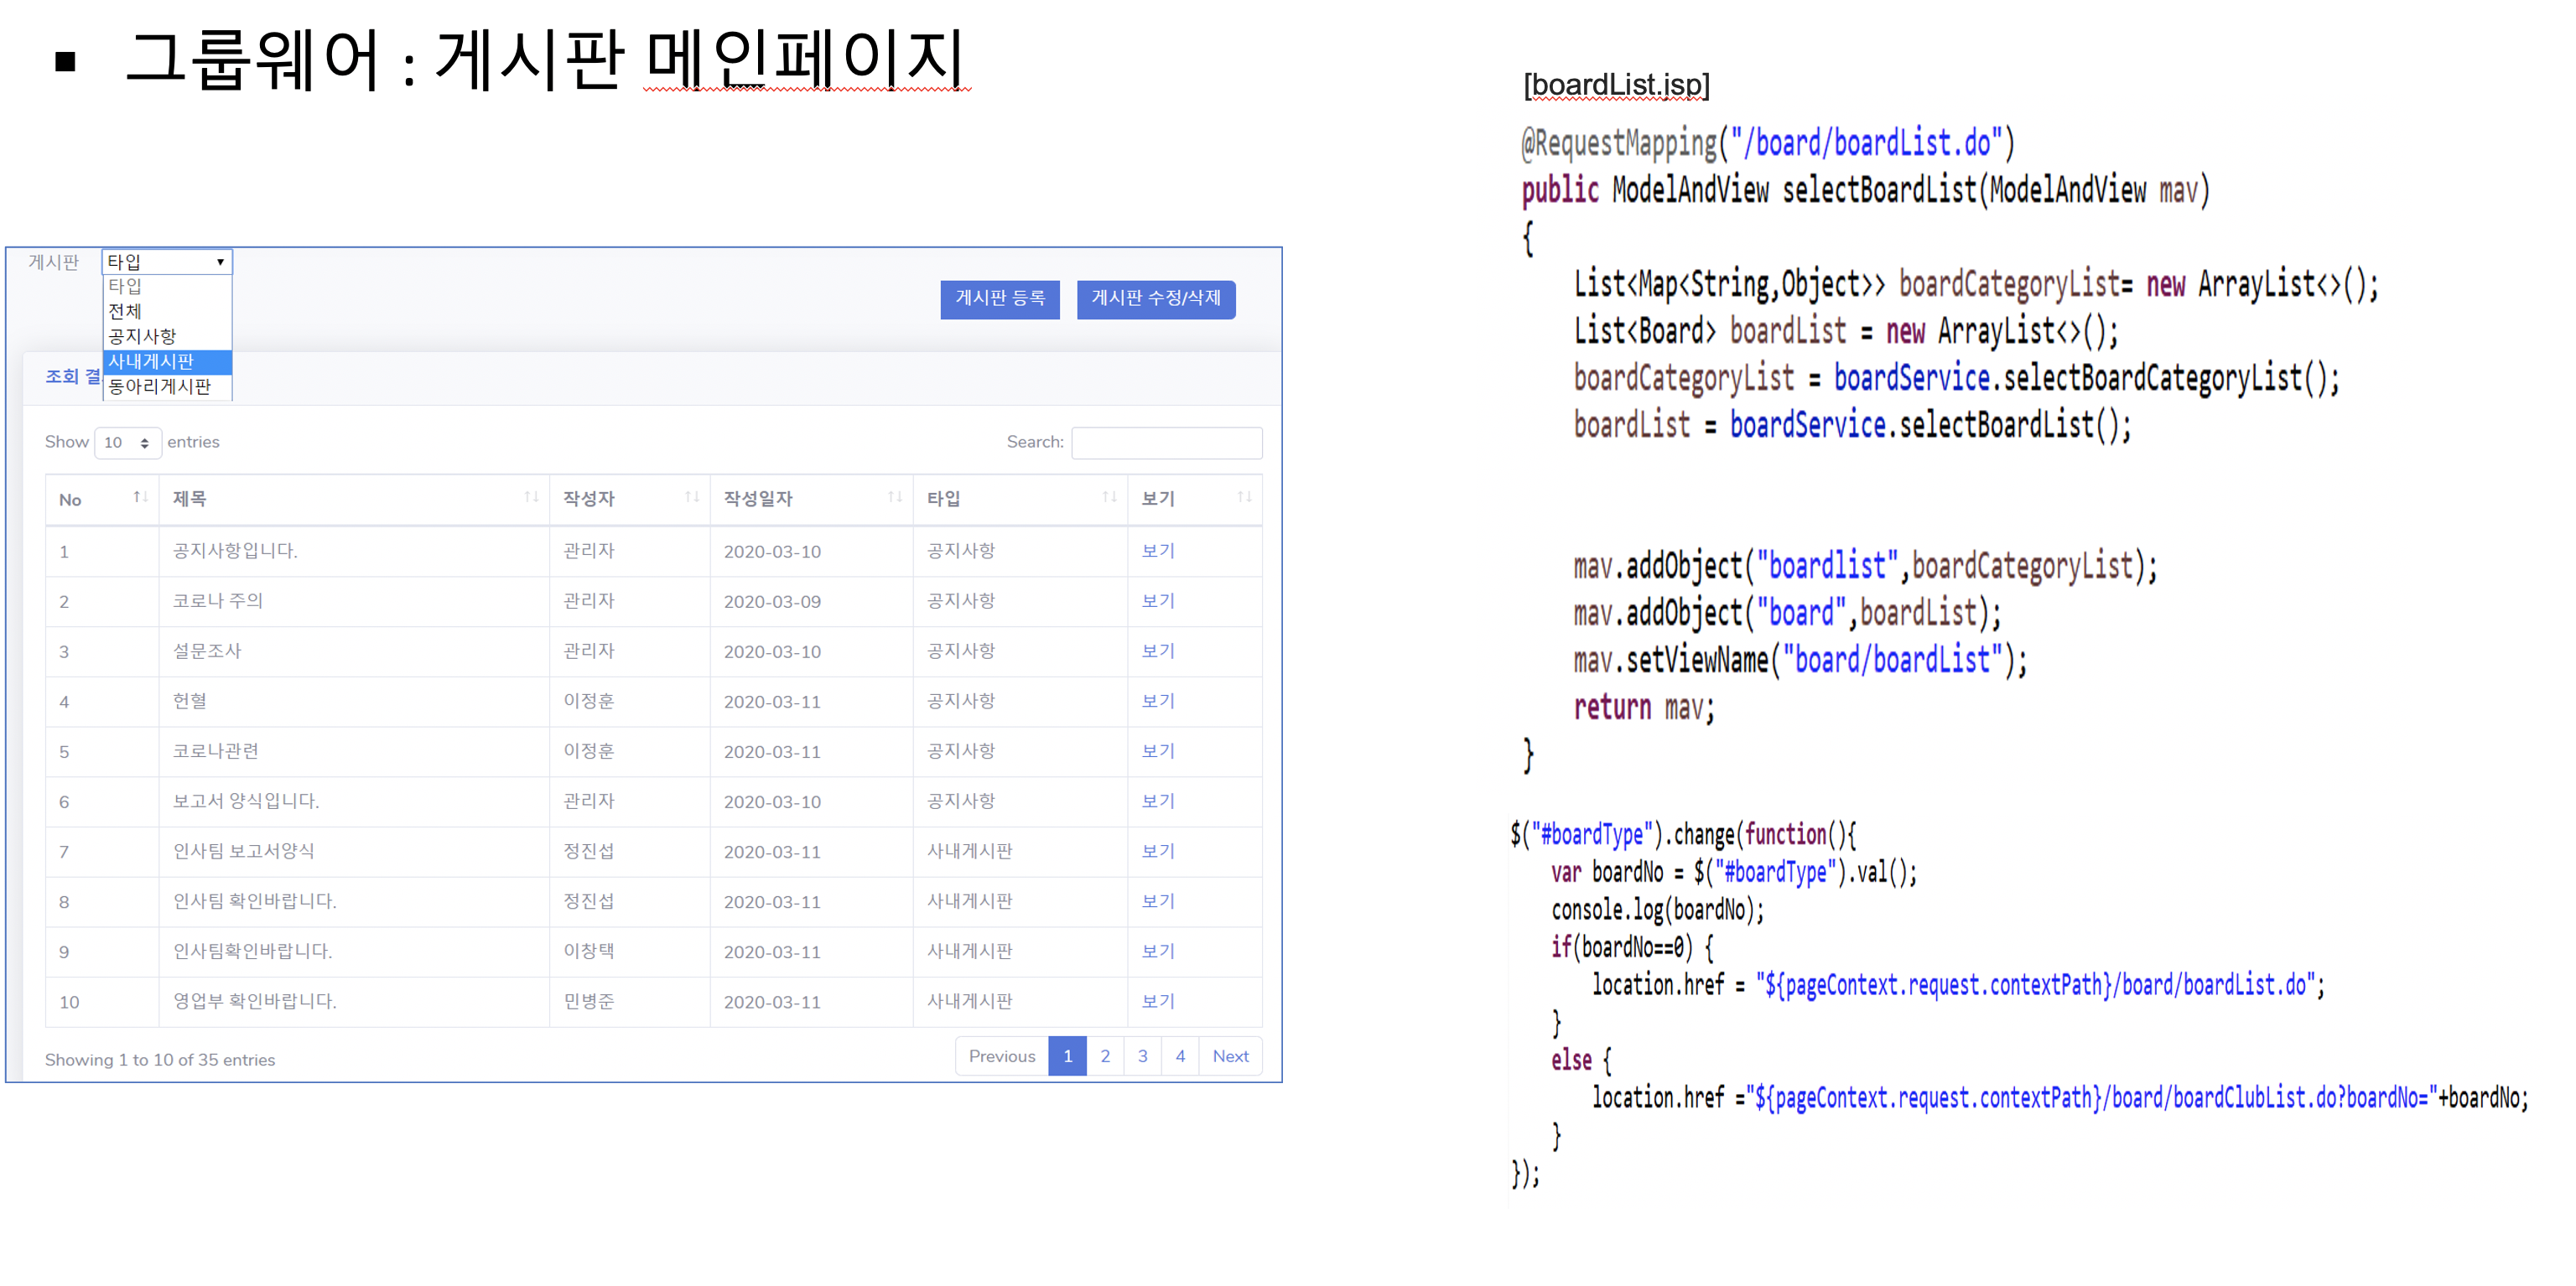 ▪ 그룹웨어 : 게시판 메인페이지
게시판 타입
타입
전체
공지사항
사내게시판
동아리게시판
게시판 등록 게시판 수정/삭제
조회 결
Show 10 entries Search:
No 제목 작성자 작성일자 타입 보기
1 공지사항입니다. 관리자 2020-03-10 공지사항 보기
2 코로나 주의 관리자 2020-03-09 공지사항 보기
3 설문조사 관리자 2020-03-10 공지사항 보기
4 헌혈 이정훈 2020-03-11 공지사항 보기
5 코로나관련 이정훈 2020-03-11 공지사항 보기
6 보고서 양식입니다. 관리자 2020-03-10 공지사항 보기
7 인사팀 보고서양식 정진섭 2020-03-11 사내게시판 보기
8 인사팀 확인바랍니다. 정진섭 2020-03-11 사내게시판 보기
9 인사팀확인바랍니다. 이창택 2020-03-11 사내게시판 보기
10 영업부 확인바랍니다. 민병준 2020-03-11 사내게시판 보기
Showing 1 to 10 of 35 entries Previous 1 2 3 4 Next
[boardList.jsp]
@RequestMapping("/board/boardList.do")
public ModelAndView selectBoardList(ModelAndView mav)
{
List<Map<String,Object>> boardCategoryList= new ArrayList<>();
List<Board> boardList = new ArrayList<>();
boardCategoryList = boardService.selectBoardCategoryList();
boardList = boardService.selectBoardList();
mav.addObject("boardlist",boardCategoryList);
mav.addObject("board",boardList);
mav.setViewName("board/boardList");
return mav;
}
$("#boardType").change(function(){
var boardNo = $("#boardType").val();
console.log(boardNo);
if(boardNo==0) {
location.href = "${pageContext.request.contextPath}/board/boardList.do";
}
else {
location.href ="${pageContext.request.contextPath}/board/boardClubList.do?boardNo="+boardNo;
}
});